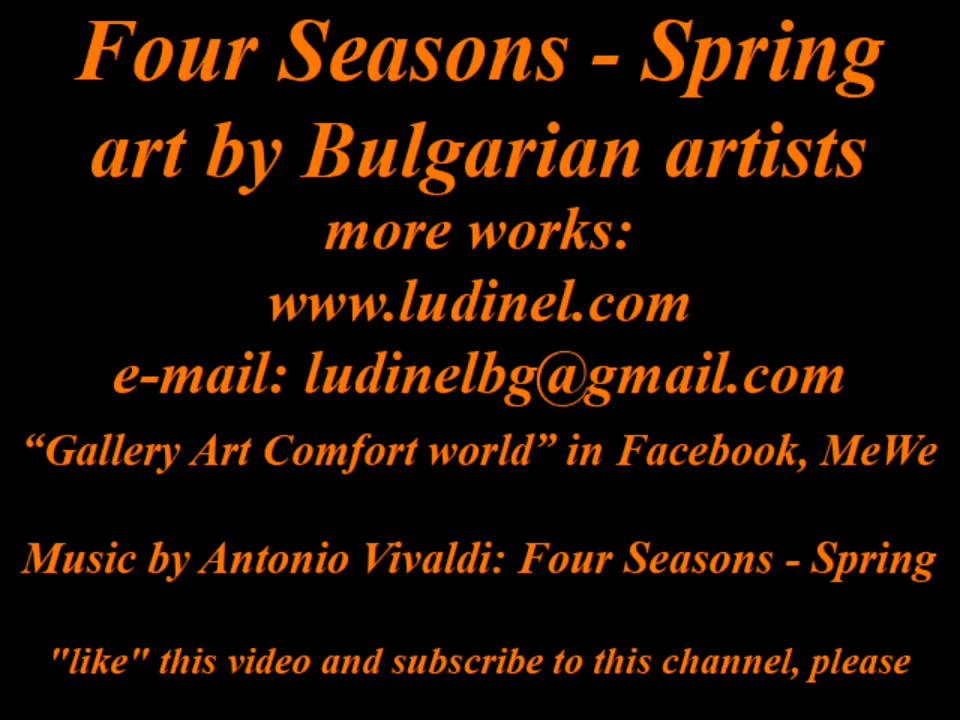 Four Seasons - Spring
art by Bulgarian artists
more works:
www.ludinel.com
e-mail: ludinelbg@gmail.com
“Gallery Art Comfort world” in Facebook, MeWe
Music by Antonio Vivaldi: Four Seasons - Spring
"like" this video and subscribe to this channel, please